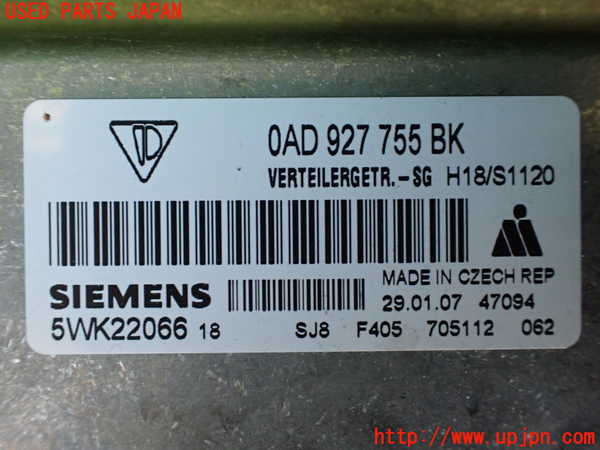 USED PARTS JAPAN
0AD 927 755 BK
VERTEILERGETR.-SG H18/S1120
MADE IN CZECH REP
SIEMENS
29.01.07 47094
5WK22066 18 SJ8 F405 705112 062
http://www.upjpn.com/